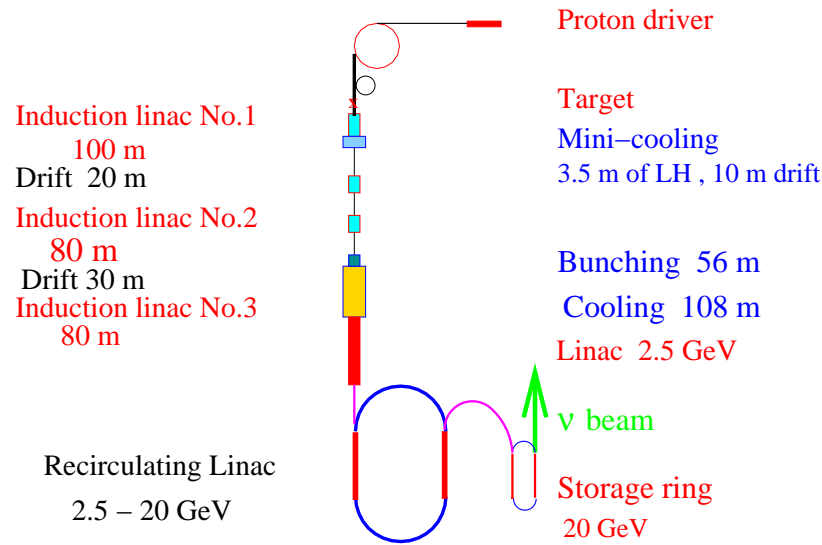 Proton driver
x
Induction linac No.1
100 m
Drift 20 m
Induction linac No.2
80 m
Drift 30 m
Induction linac No.3
80 m
Target
Mini−cooling
3.5 m of LH , 10 m drift
Bunching 56 m
Cooling 108 m
Linac 2.5 GeV
ν beam
Recirculating Linac
2.5 − 20 GeV
Storage ring
20 GeV